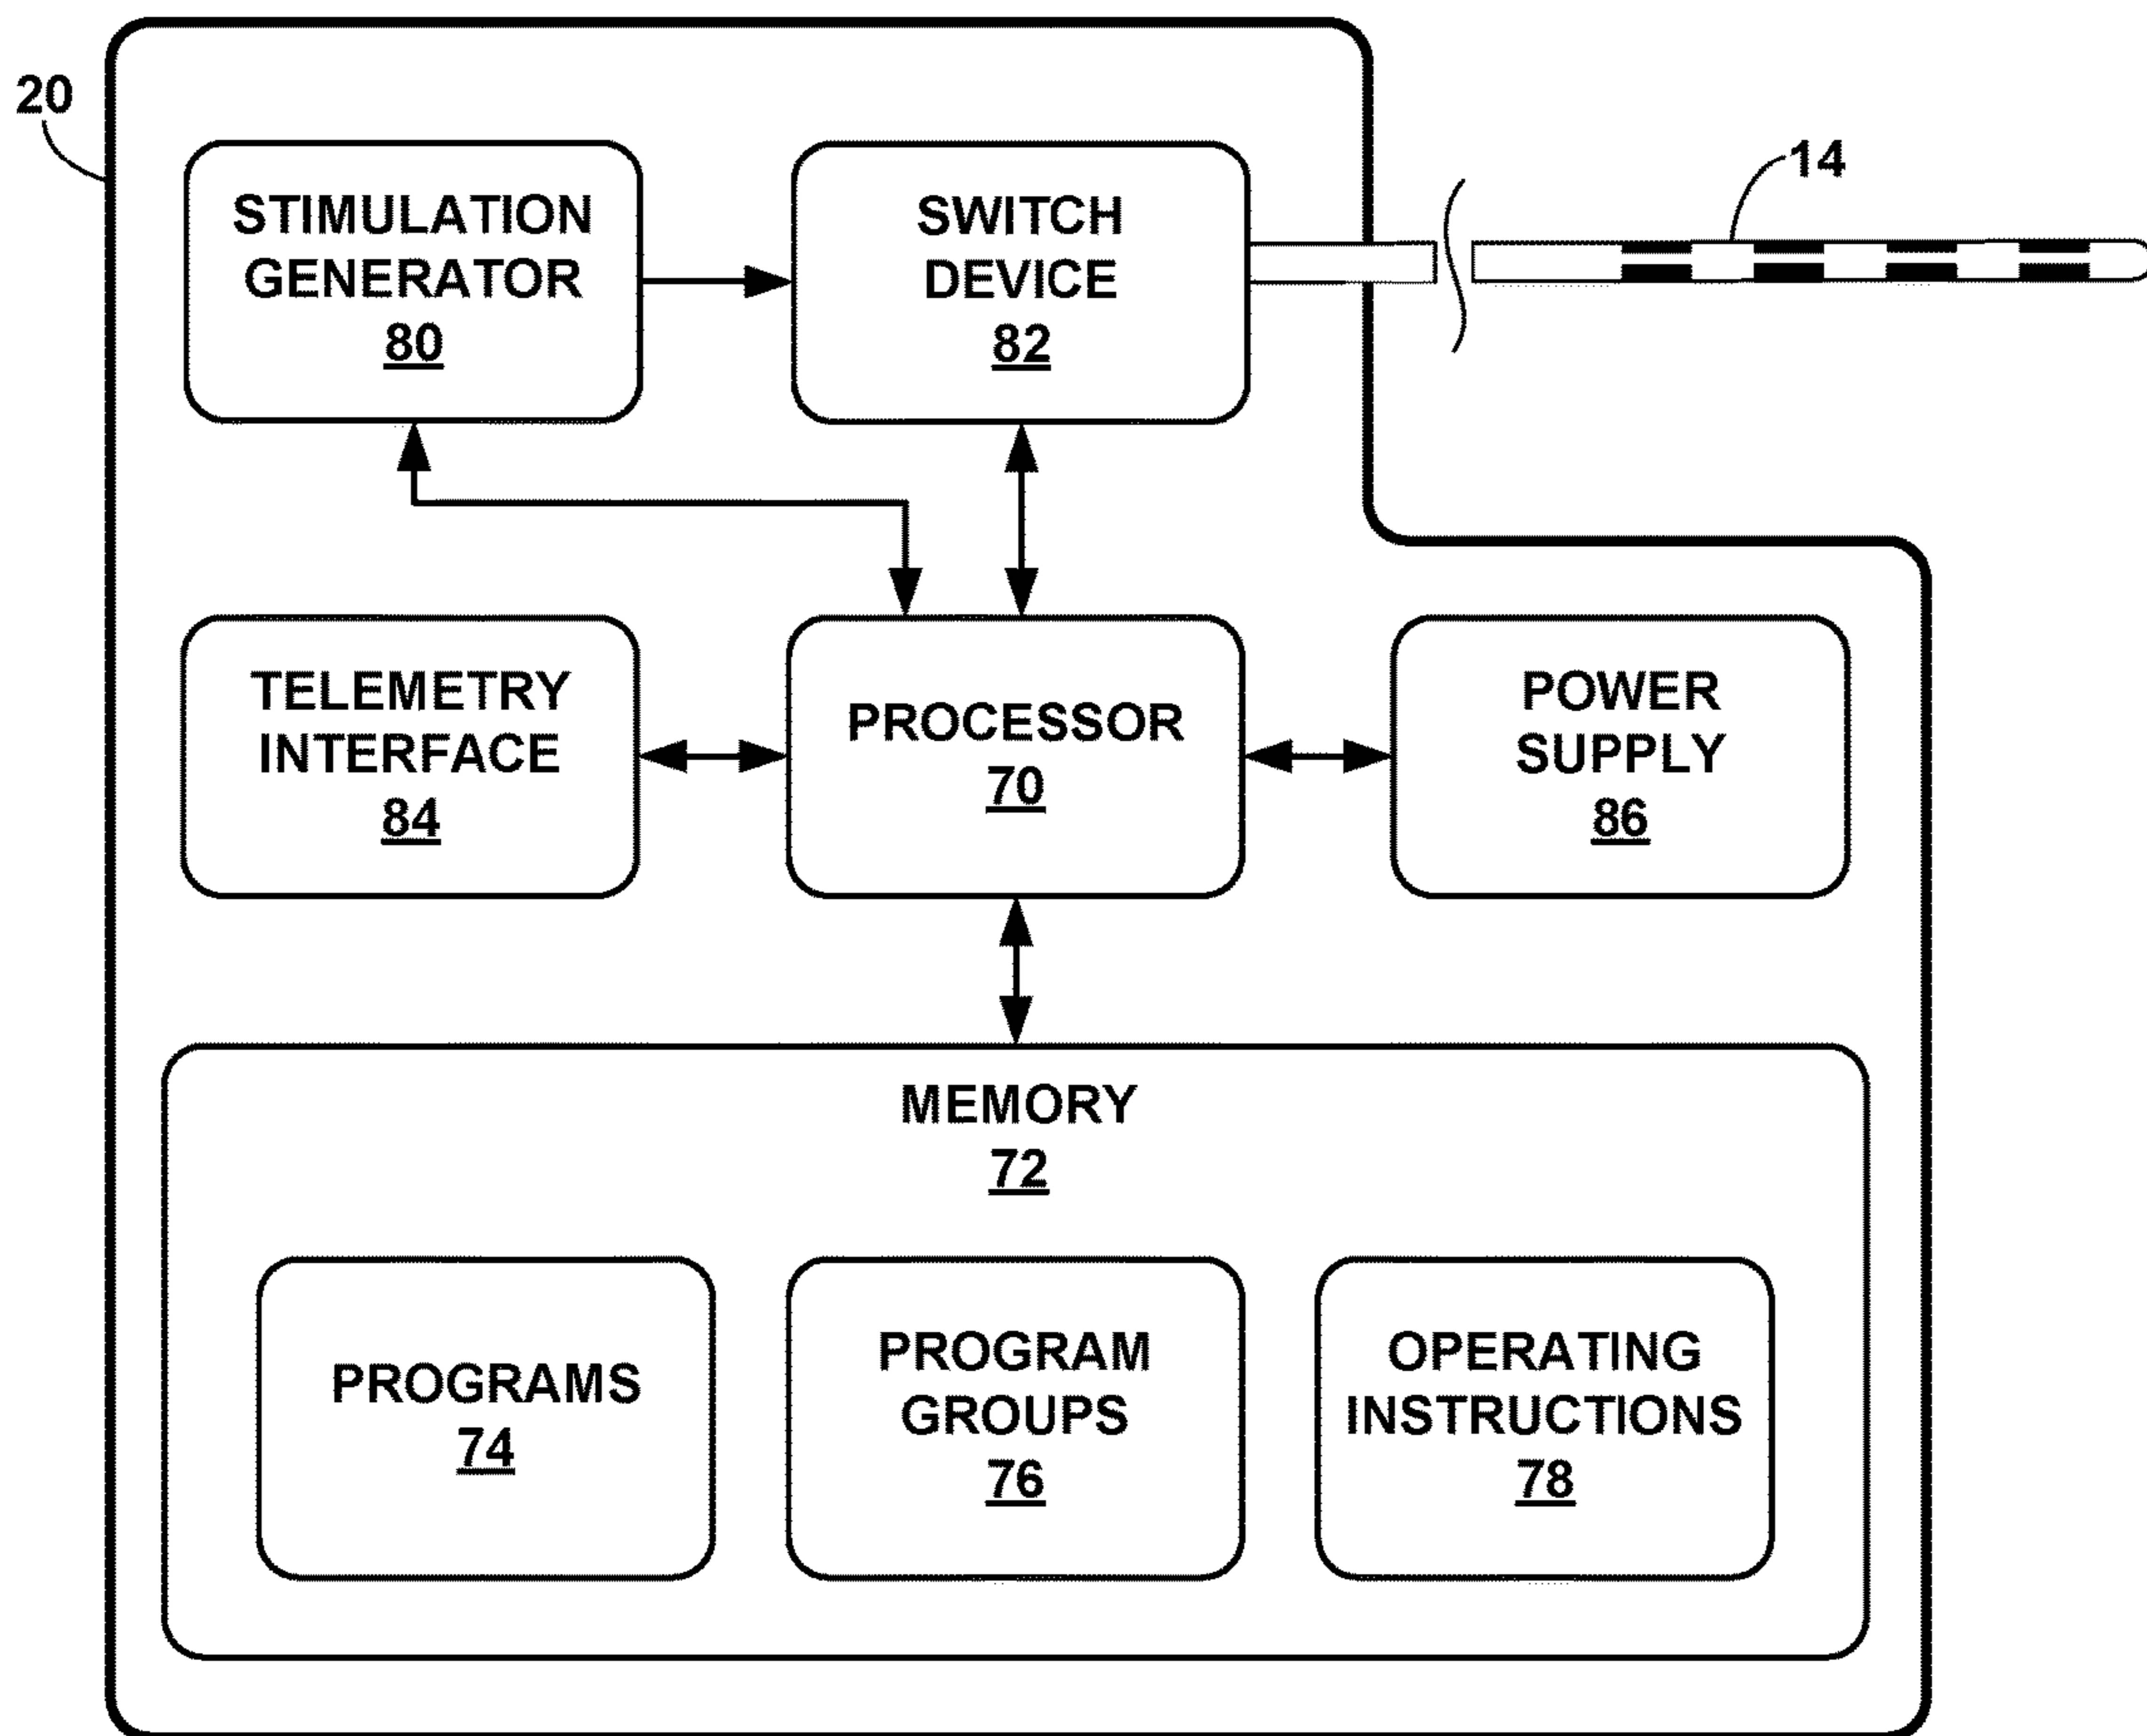 20
14
STIMULATION
GENERATOR
80
SWITCH
DEVICE
82
TELEMETRY
INTERFACE
84
PROCESSOR
70
POWER
SUPPLY
86
MEMORY
72
PROGRAMS
74
PROGRAM
GROUPS
76
OPERATING
INSTRUCTIONS
78